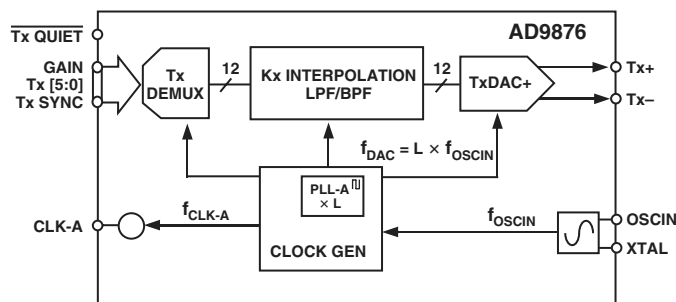 AD9876
Tx QUIET
GAIN
Tx [5:0]
Tx SYNC
Tx
DEMUX
12
Kx INTERPOLATION
LPF/BPF
12
TxDAC+
Tx+
Tx–
fDAC = L × fOSCIN
PLL-A
× L
CLOCK GEN
CLK-A
fCLK-A
fOSCIN
OSCIN
XTAL